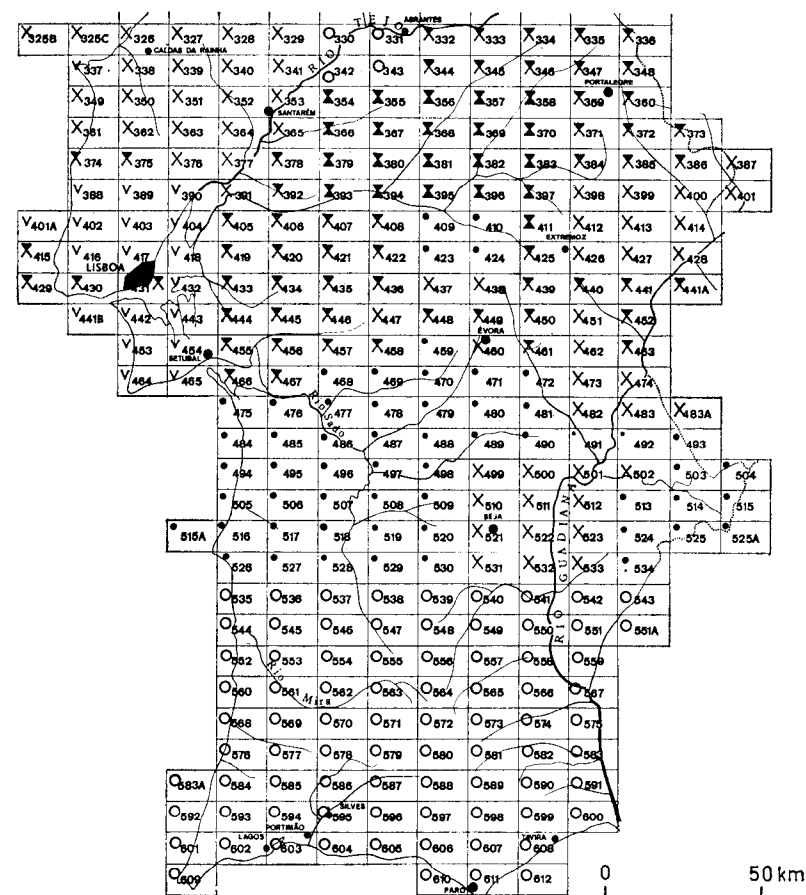 RIO TEJO
ABRANTES
325B 325C 326 327 328 329 330 331 332 333 334 335 336
CALDAS DA RAINHA
337 338 339 340 341 342 343 344 345 346 347 348
PORTALEGRE
349 350 351 352 353 354 355 356 357 358 359 360
SANTARÉM
361 362 363 364 365 366 367 368 369 370 371 372 373
374 375 376 377 378 379 380 381 382 383 384 385 386 387
388 389 390 391 392 393 394 395 396 397 398 399 400 401
401A 402 403 404 405 406 407 408 409 410 411 412 413 414
EXTREMOZ
415 416 417 418 419 420 421 422 423 424 425 426 427 428
LISBOA
429 430 431 432 433 434 435 436 437 438 439 440 441 441A
441B 442 443 444 445 446 447 448 449 450 451 452
ÉVORA
453 454 455 456 457 458 459 460 461 462 463
SETUBAL
464 465 466 467 468 469 470 471 472 473 474
Rio Sado
475 476 477 478 479 480 481 482 483 483A
484 485 486 487 488 489 490 491 492 493
494 495 496 497 498 499 500 501 502 503 504
505 506 507 508 509 510 511 512 513 514 515
BEJA
RIO GUADIANA
515A 516 517 518 519 520 521 522 523 524 525 525A
526 527 528 529 530 531 532 533 534
535 536 537 538 539 540 541 542 543
544 545 546 547 548 549 550 551 551A
552 553 554 555 556 557 558 559
Rio Mira
560 561 562 563 564 565 566 567
568 569 570 571 572 573 574 575
576 577 578 579 580 581 582 583
583A 584 585 586 587 588 589 590 591
SILVES
592 593 594 595 596 597 598 599 600
PORTIMÃO
LAGOS
TAVIRA
601 602 603 604 605 606 607 608
609 610 611 612
FARO
0 50 km